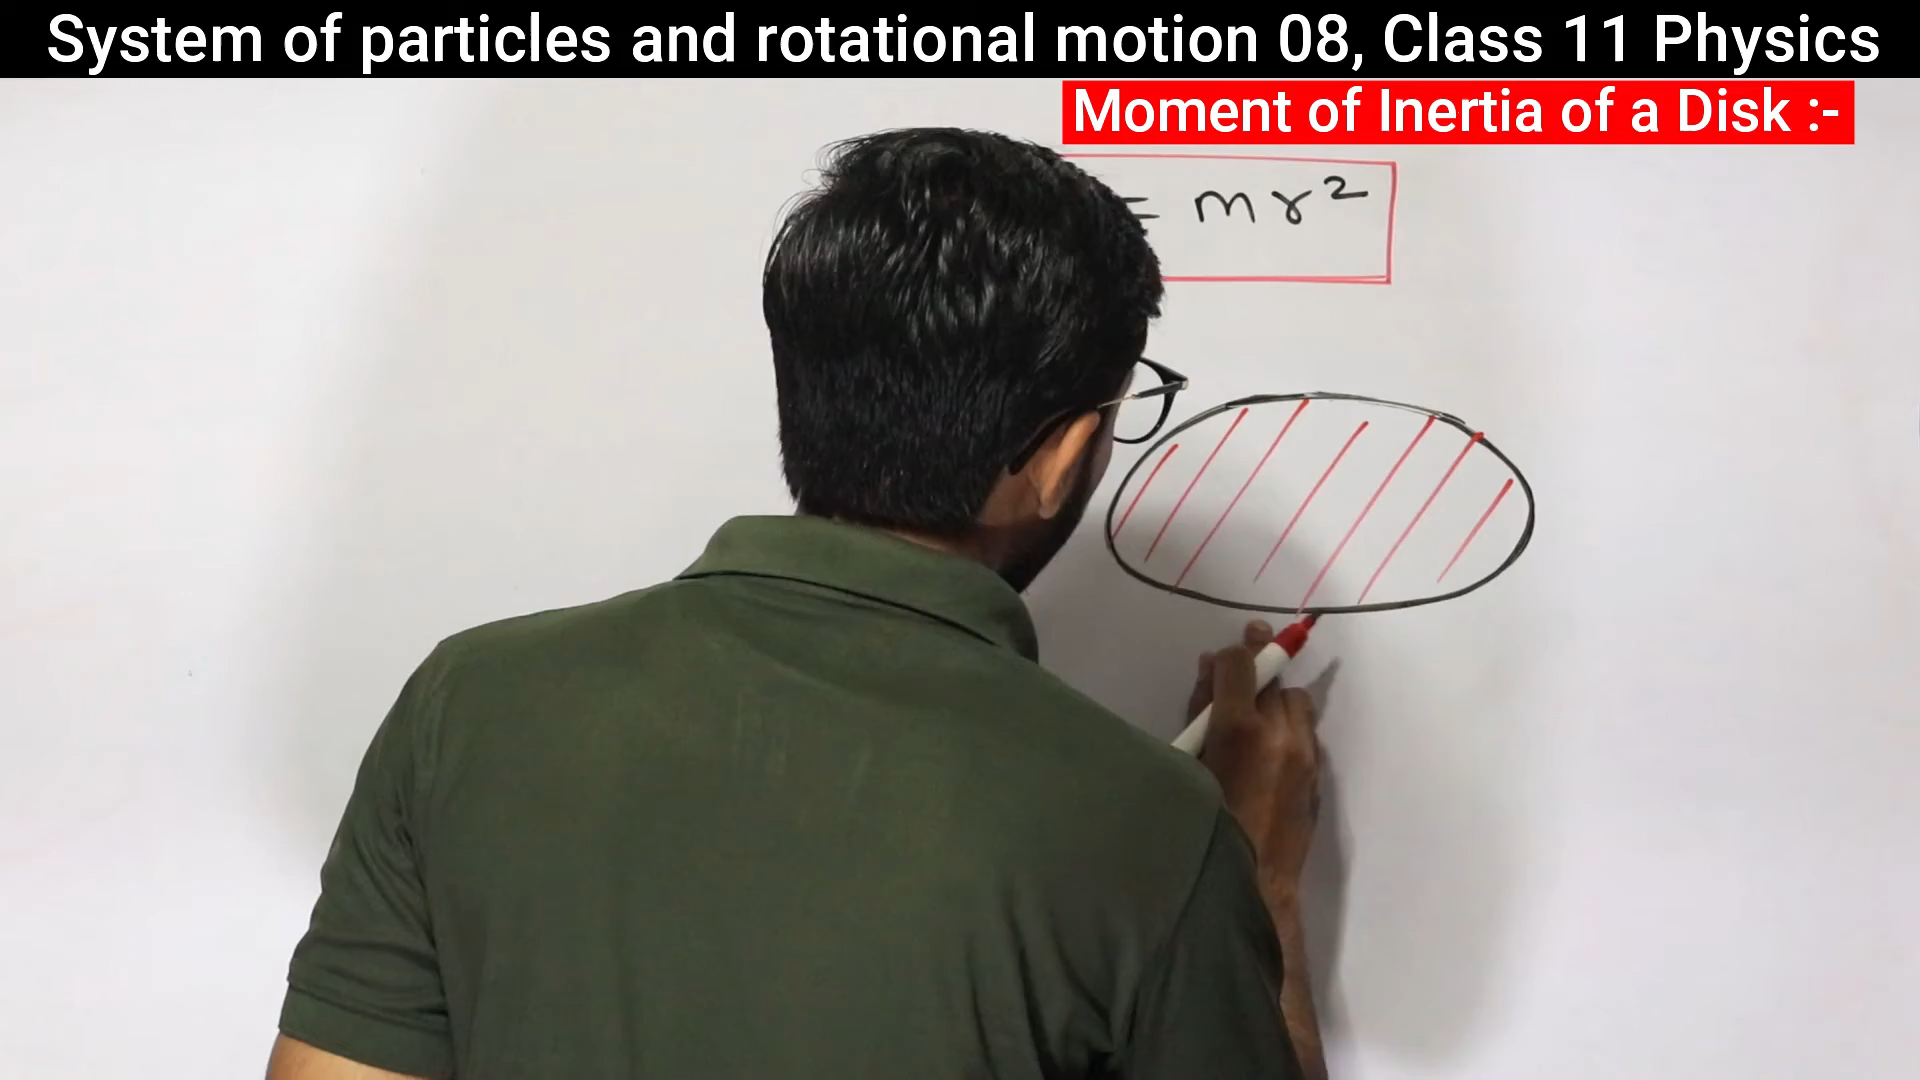 System of particles and rotational motion 08, Class 11 Physics
Moment of Inertia of a Disk :-
= mr²